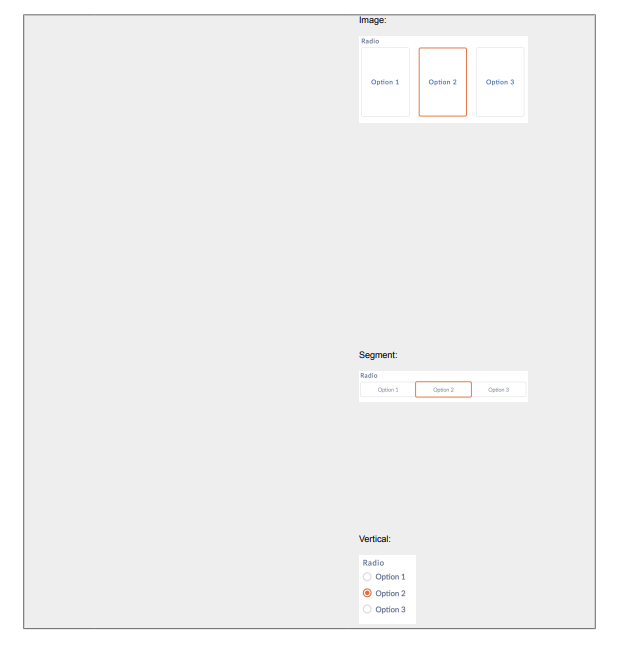 Image:
Radio
Option 1 Option 2 Option 3
Segment:
Radio
Option 1 Option 2 Option 3
Vertical:
Radio
Option 1
Option 2
Option 3